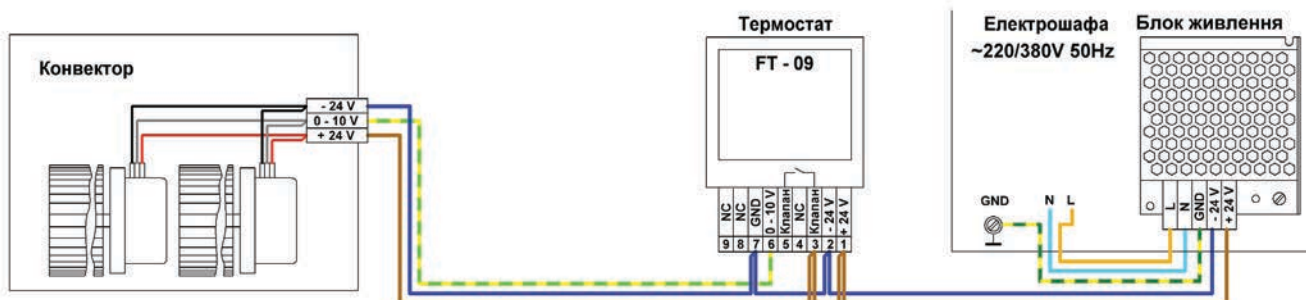 Конвектор
- 24 V
0 - 10 V
+ 24 V
Термостат
FT - 09
NC
NC
GND
0 - 10 V
Клапан
NC
Клапан
- 24 V
+ 24 V
9 8 7 6 5 4 3 2 1
Електрошафа
~220/380V 50Hz
Блок живлення
GND
N L
L
N
GND
- 24 V
+ 24 V